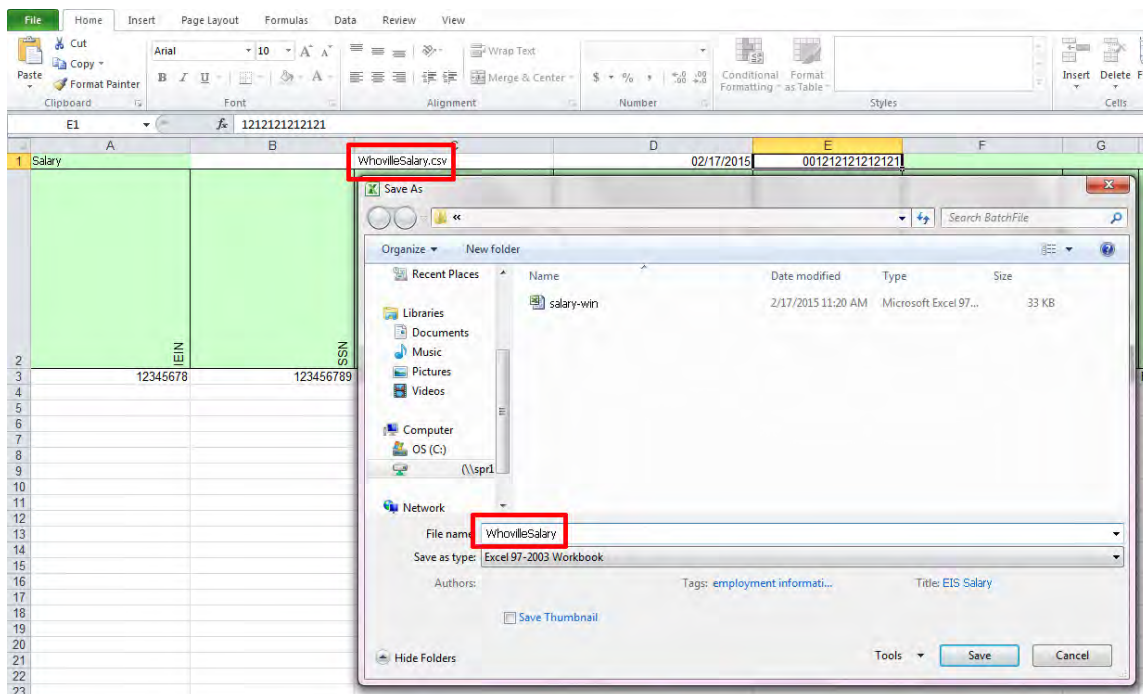 File Home Insert Page Layout Formulas Data Review View
Cut
Copy
Format Painter
Paste
Clipboard
Arial 10 A A
B I U A
Font
Wrap Text
Merge & Center
Alignment
$ % , .0 .00 .00 .0
Number
Conditional Formatting
Format as Table
Styles
Insert Delete F
Cells
E1 fx 1212121212121
A B C D E F G
1 Salary WhovilleSalary.csv 02/17/2015 001212121212121
2 IEIN SSN
3 12345678 123456789
4
5
6
7
8
9
10
11
12
13
14
15
16
17
18
19
20
21
22
23
Save As
« Search BatchFile
Organize New folder
Name Date modified Type Size
salary-win 2/17/2015 11:20 AM Microsoft Excel 97... 33 KB
Recent Places
Libraries
Documents
Music
Pictures
Videos
Computer
OS (C:)
(\\spr1
Network
File name WhovilleSalary
Save as type: Excel 97-2003 Workbook
Authors: Tags: employment informati... Title: EIS Salary
Save Thumbnail
Hide Folders Tools Save Cancel